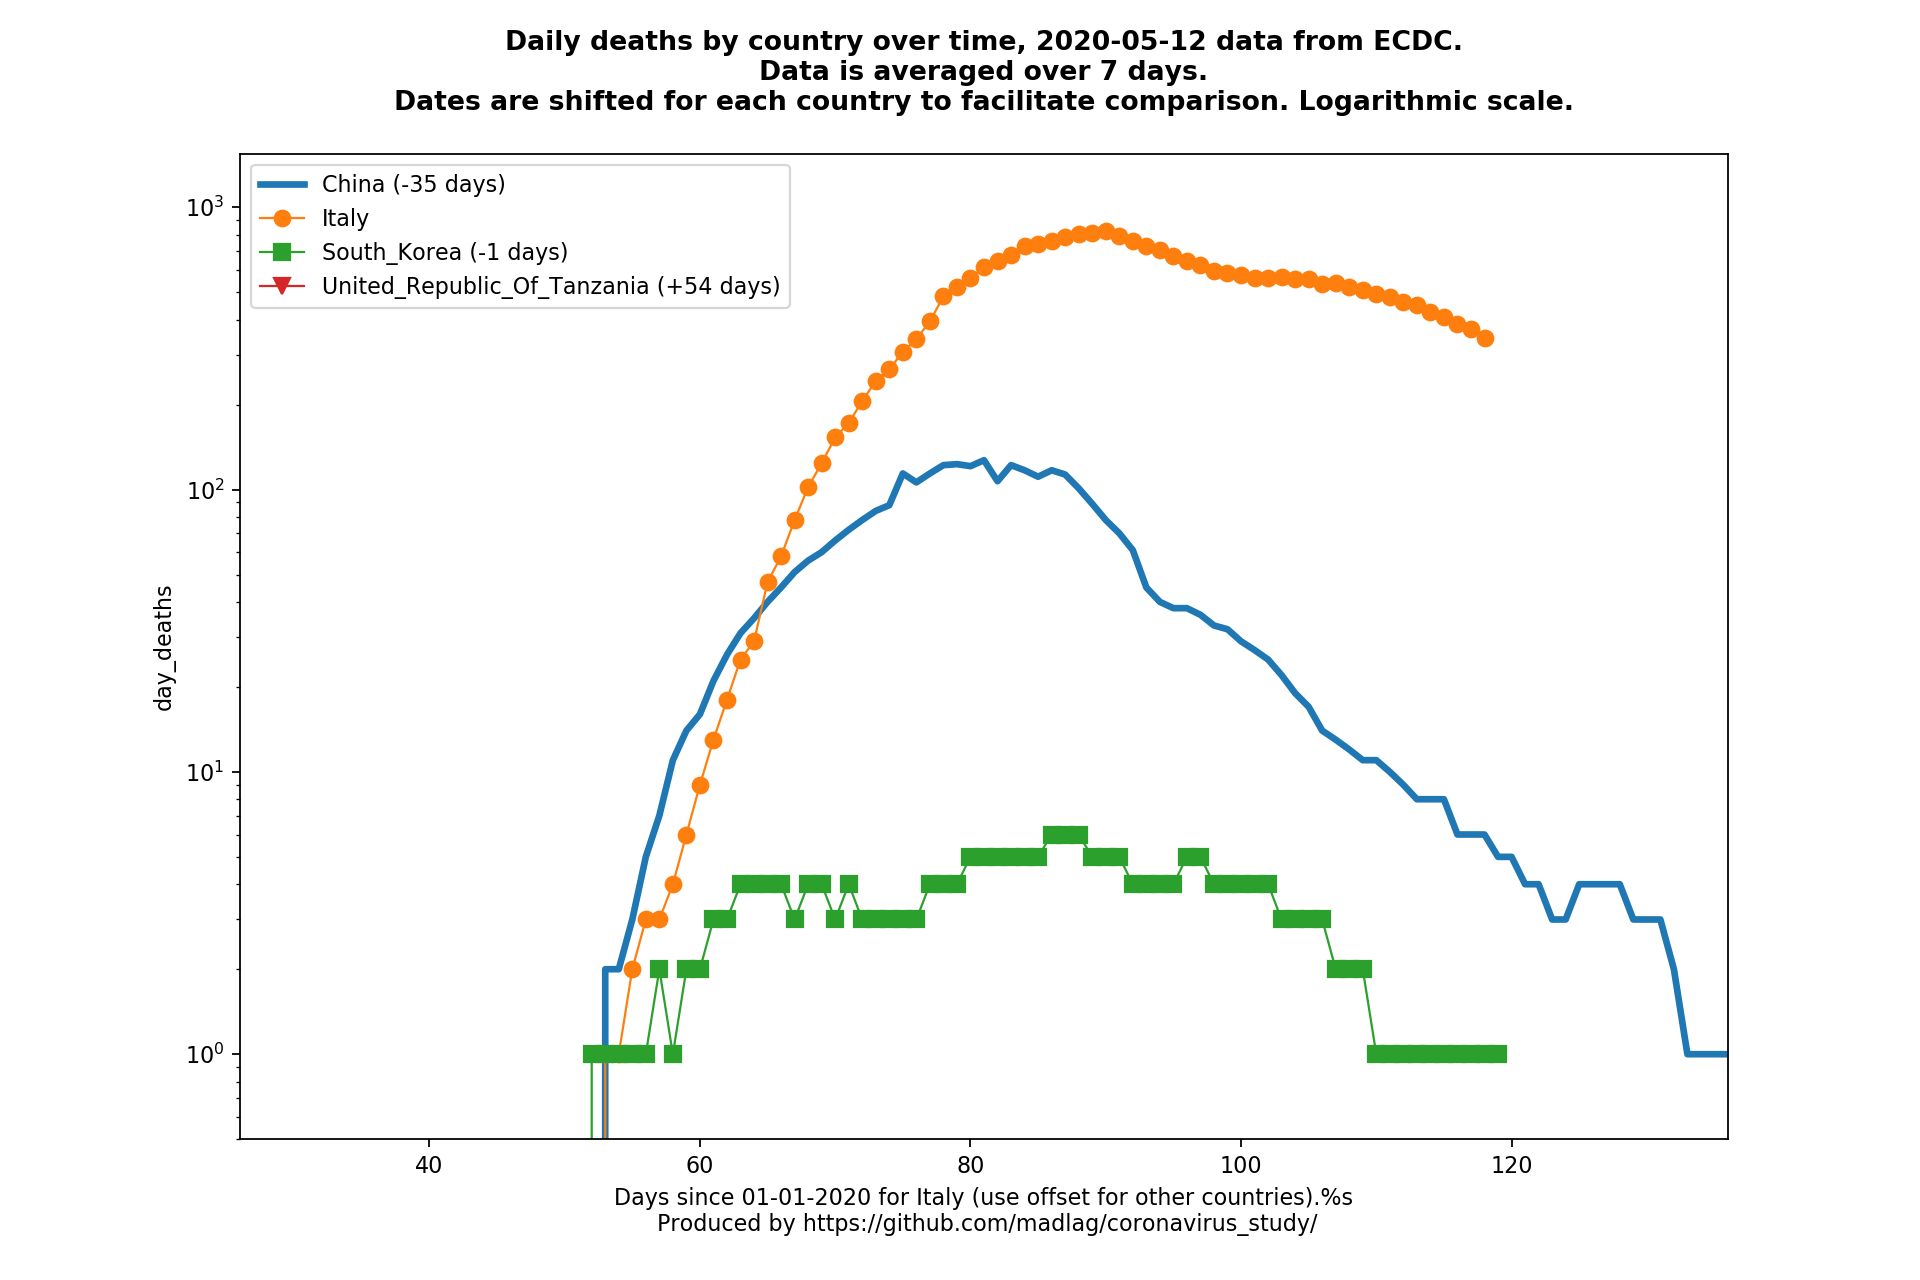 Daily deaths by country over time, 2020-05-12 data from ECDC.
Data is averaged over 7 days.
Dates are shifted for each country to facilitate comparison. Logarithmic scale.
China (-35 days)
Italy
South_Korea (-1 days)
United_Republic_Of_Tanzania (+54 days)
10³
10²
10¹
10⁰
day_deaths
40 60 80 100 120
Days since 01-01-2020 for Italy (use offset for other countries).%s
Produced by https://github.com/madlag/coronavirus_study/